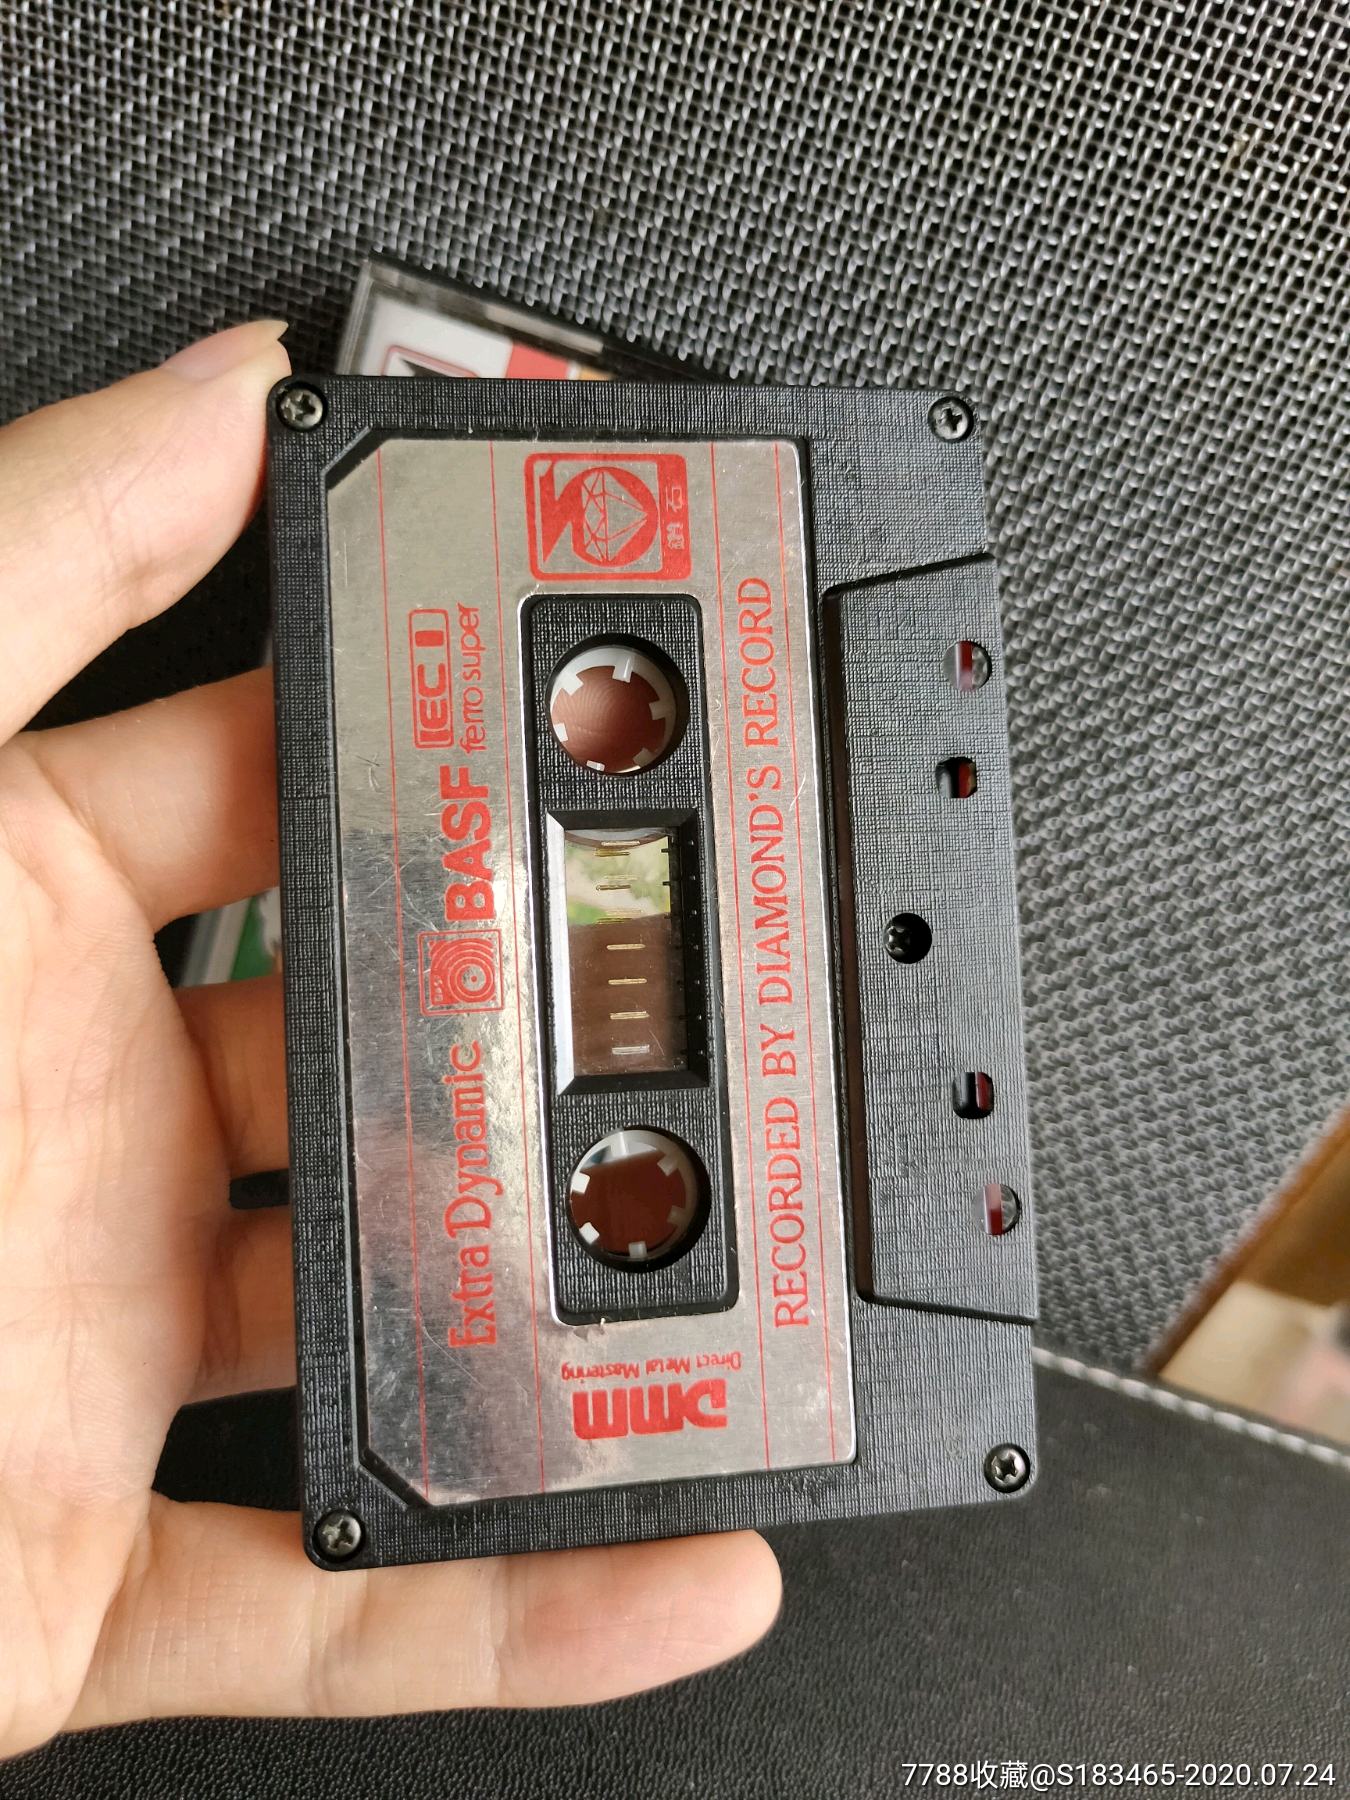 Extra Dynamic BASF IEC I
ferro super
鑽石
Direct Metal Mastering
DMM
RECORDED BY DIAMOND'S RECORD
7788收藏@S183465-2020.07.24